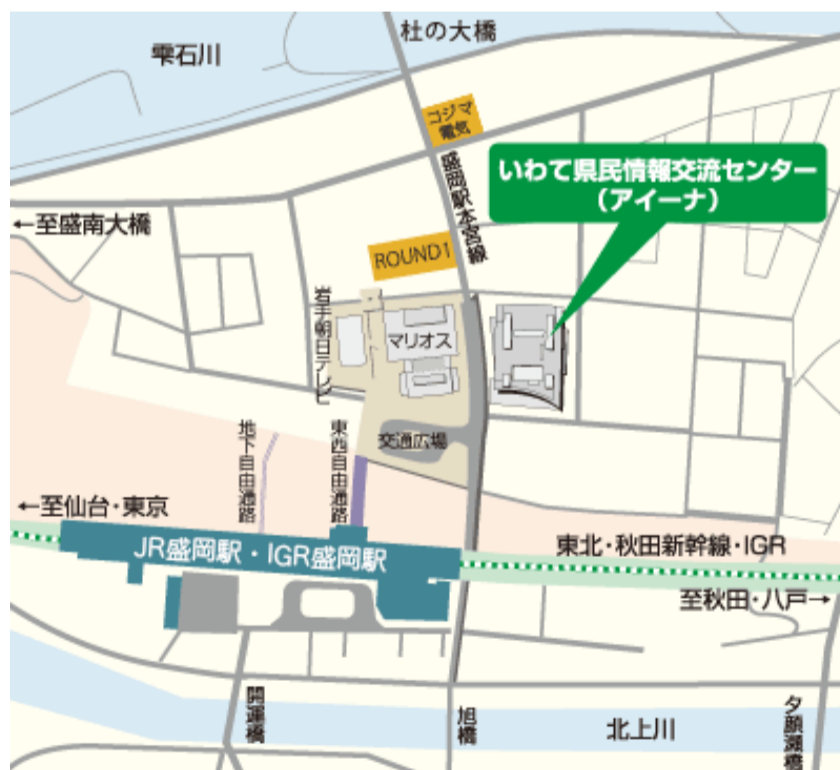 杜の大橋
雫石川
コジマ
電気
盛岡駅本宮線
いわて県民情報交流センター
（アイーナ）
←至盛南大橋
ROUND1
岩手朝日テレビ
マリオス
交通広場
地下自由通路
東西自由通路
←至仙台・東京
JR盛岡駅・IGR盛岡駅
東北・秋田新幹線・IGR
至秋田・八戸→
開運橋
旭橋
北上川
夕顔瀬橋